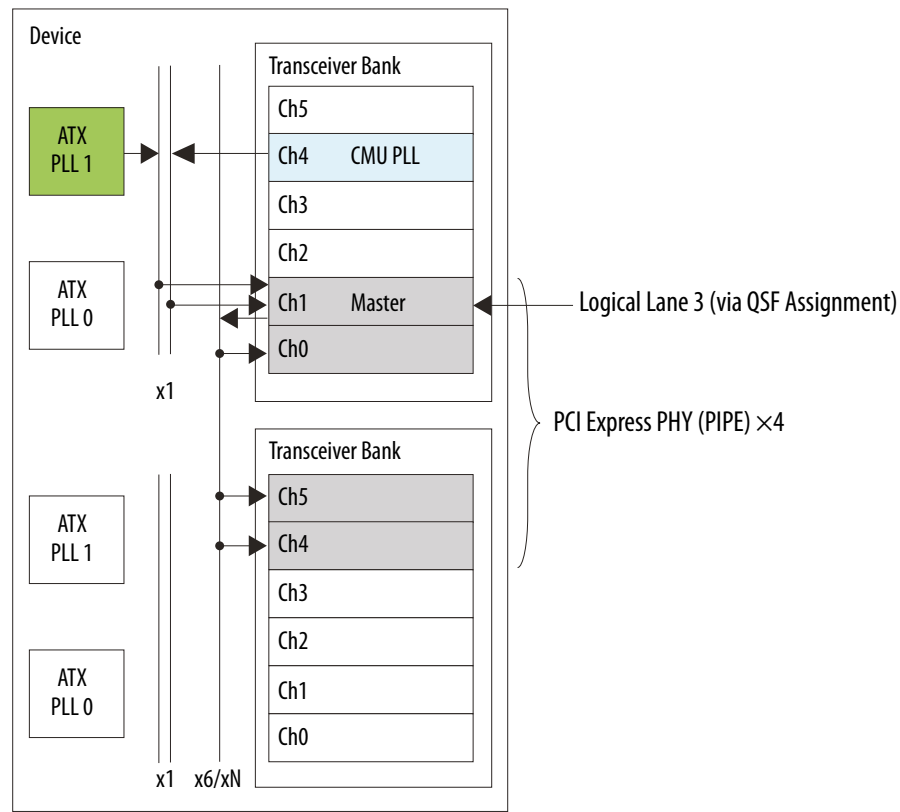 Device
Transceiver Bank
Ch5
ATX
PLL 1
Ch4 CMU PLL
Ch3
Ch2
ATX
PLL 0
Ch1 Master
Logical Lane 3 (via QSF Assignment)
Ch0
x1
PCI Express PHY (PIPE) ×4
Transceiver Bank
Ch5
ATX
PLL 1
Ch4
Ch3
Ch2
ATX
PLL 0
Ch1
Ch0
x1 x6/xN